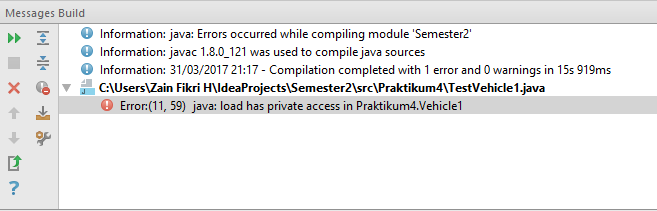 Messages Build
Information: java: Errors occurred while compiling module 'Semester2'
Information: javac 1.8.0_121 was used to compile java sources
Information: 31/03/2017 21:17 - Compilation completed with 1 error and 0 warnings in 15s 919ms
C:\Users\Zain Fikri H\IdeaProjects\Semester2\src\Praktikum4\TestVehicle1.java
Error:(11, 59) java: load has private access in Praktikum4.Vehicle1